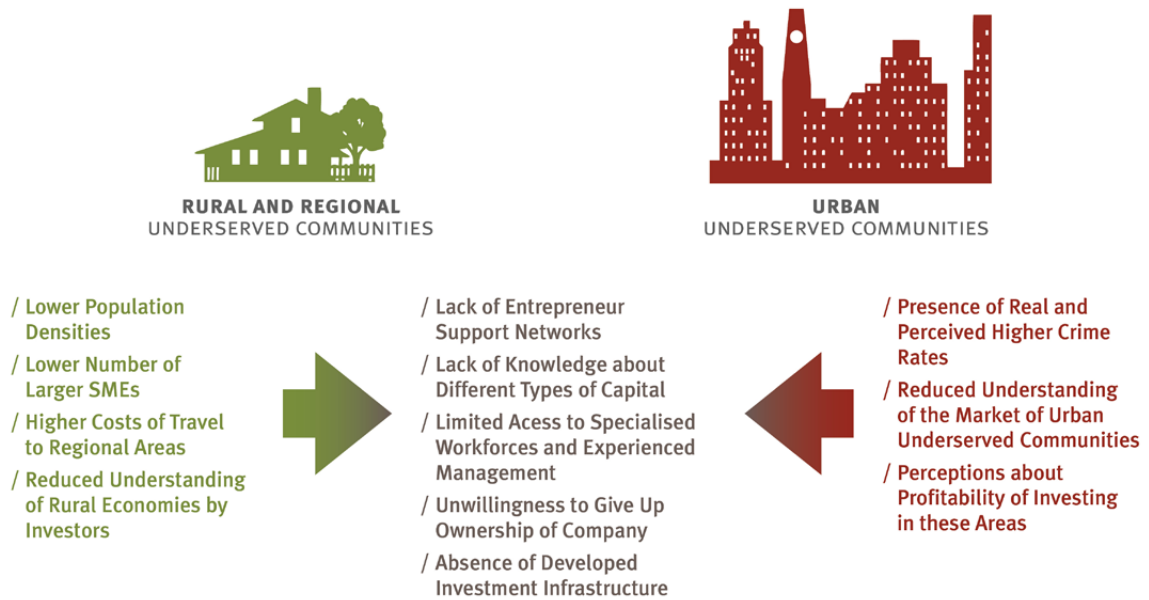 RURAL AND REGIONAL
UNDERSERVED COMMUNITIES
URBAN
UNDERSERVED COMMUNITIES
/ Lower Population
Densities
/ Lower Number of
Larger SMEs
/ Higher Costs of Travel
to Regional Areas
/ Reduced Understanding
of Rural Economies by
Investors
/ Lack of Entrepreneur
Support Networks
/ Lack of Knowledge about
Different Types of Capital
/ Limited Acess to Specialised
Workforces and Experienced
Management
/ Unwillingness to Give Up
Ownership of Company
/ Absence of Developed
Investment Infrastructure
/ Presence of Real and
Perceived Higher Crime
Rates
/ Reduced Understanding
of the Market of Urban
Underserved Communities
/ Perceptions about
Profitability of Investing
in these Areas